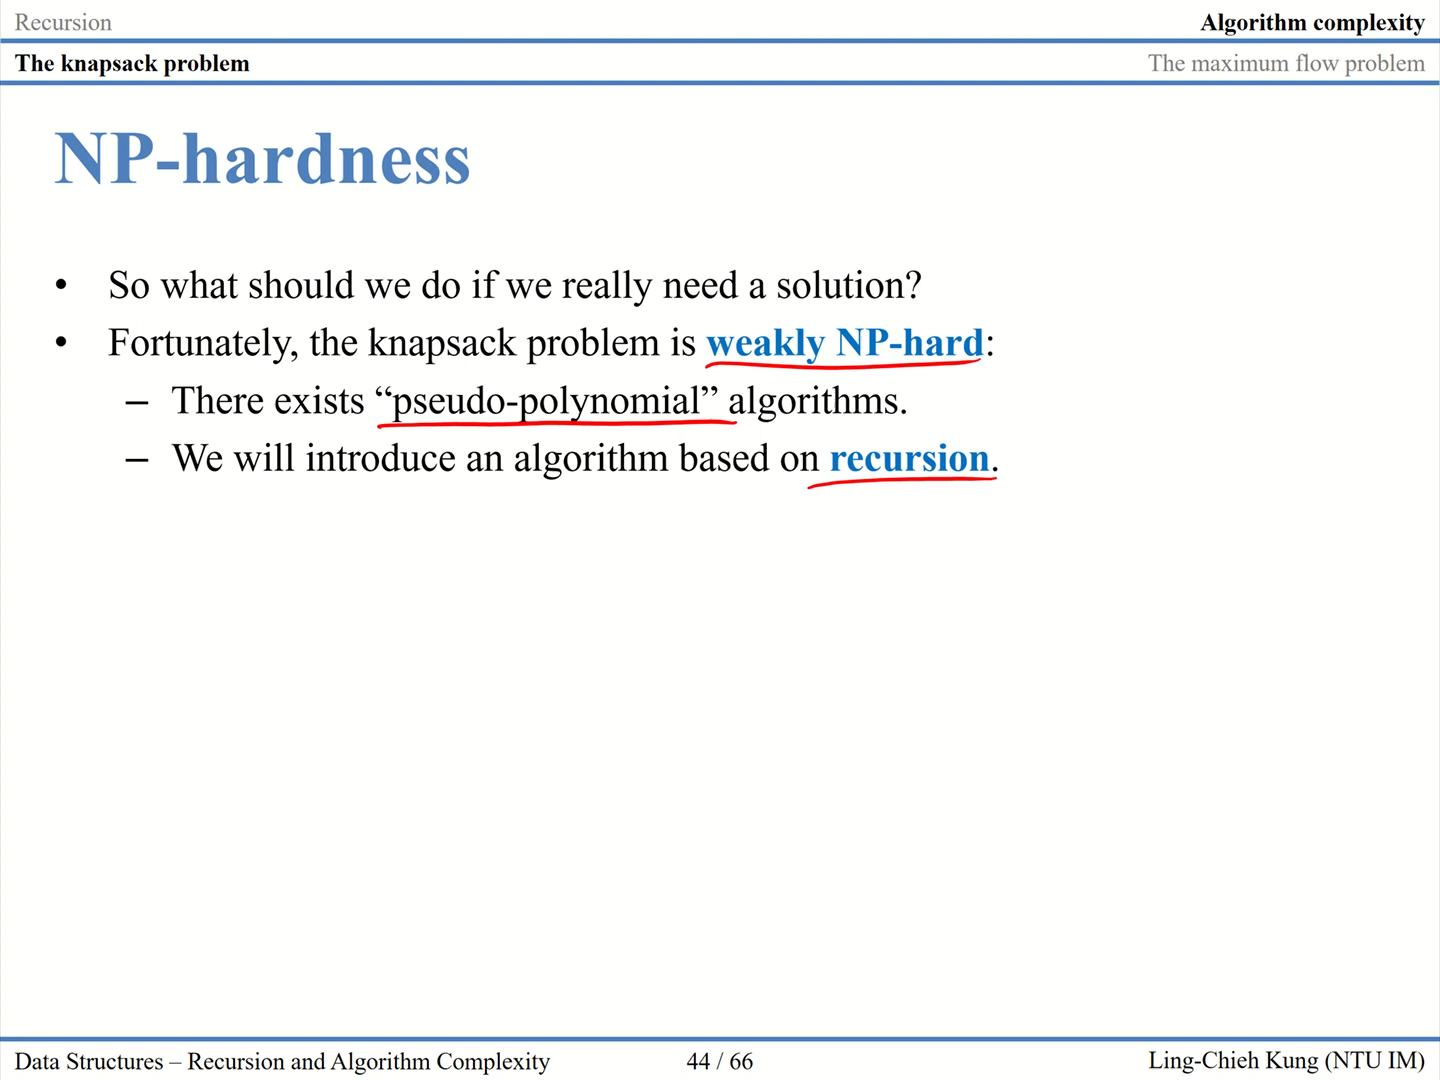 Recursion
Algorithm complexity
The knapsack problem
The maximum flow problem
NP-hardness
• So what should we do if we really need a solution?
• Fortunately, the knapsack problem is weakly NP-hard:
– There exists “pseudo-polynomial” algorithms.
– We will introduce an algorithm based on recursion.
Data Structures – Recursion and Algorithm Complexity
44 / 66
Ling-Chieh Kung (NTU IM)